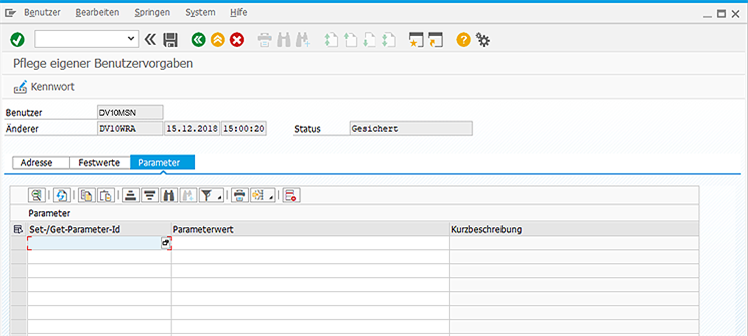 Benutzer Bearbeiten Springen System Hilfe
Pflege eigener Benutzervorgaben
Kennwort
Benutzer DV10MSN
Änderer DV10WRA 15.12.2018 15:00:20 Status Gesichert
Adresse Festwerte Parameter
Parameter
Set-/Get-Parameter-Id Parameterwert Kurzbeschreibung